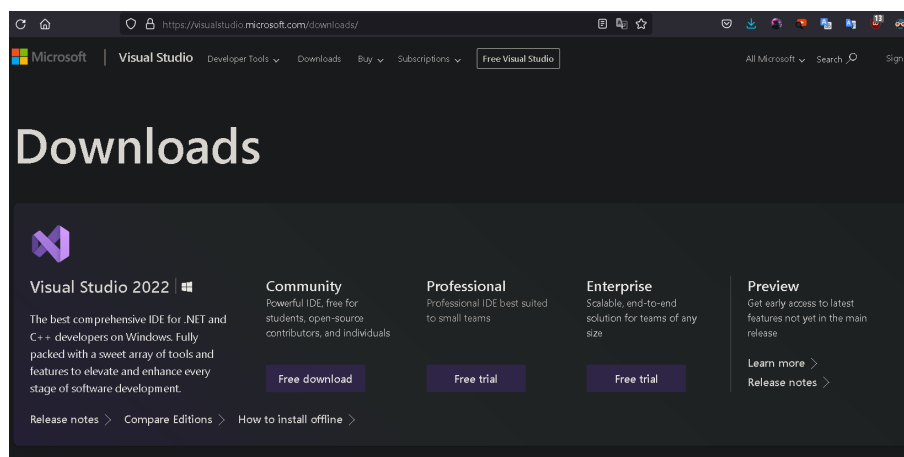 https://visualstudio.microsoft.com/downloads/
13
Microsoft Visual Studio Developer Tools Downloads Buy Subscriptions Free Visual Studio All Microsoft Search Sign
Downloads
Visual Studio 2022
The best comprehensive IDE for .NET and
C++ developers on Windows. Fully
packed with a sweet array of tools and
features to elevate and enhance every
stage of software development.
Community
Powerful IDE, free for
students, open-source
contributors, and individuals
Free download
Professional
Professional IDE best suited
to small teams
Free trial
Enterprise
Scalable, end-to-end
solution for teams of any
size
Free trial
Preview
Get early access to latest
features not yet in the main
release
Learn more
Release notes
Release notes Compare Editions How to install offline